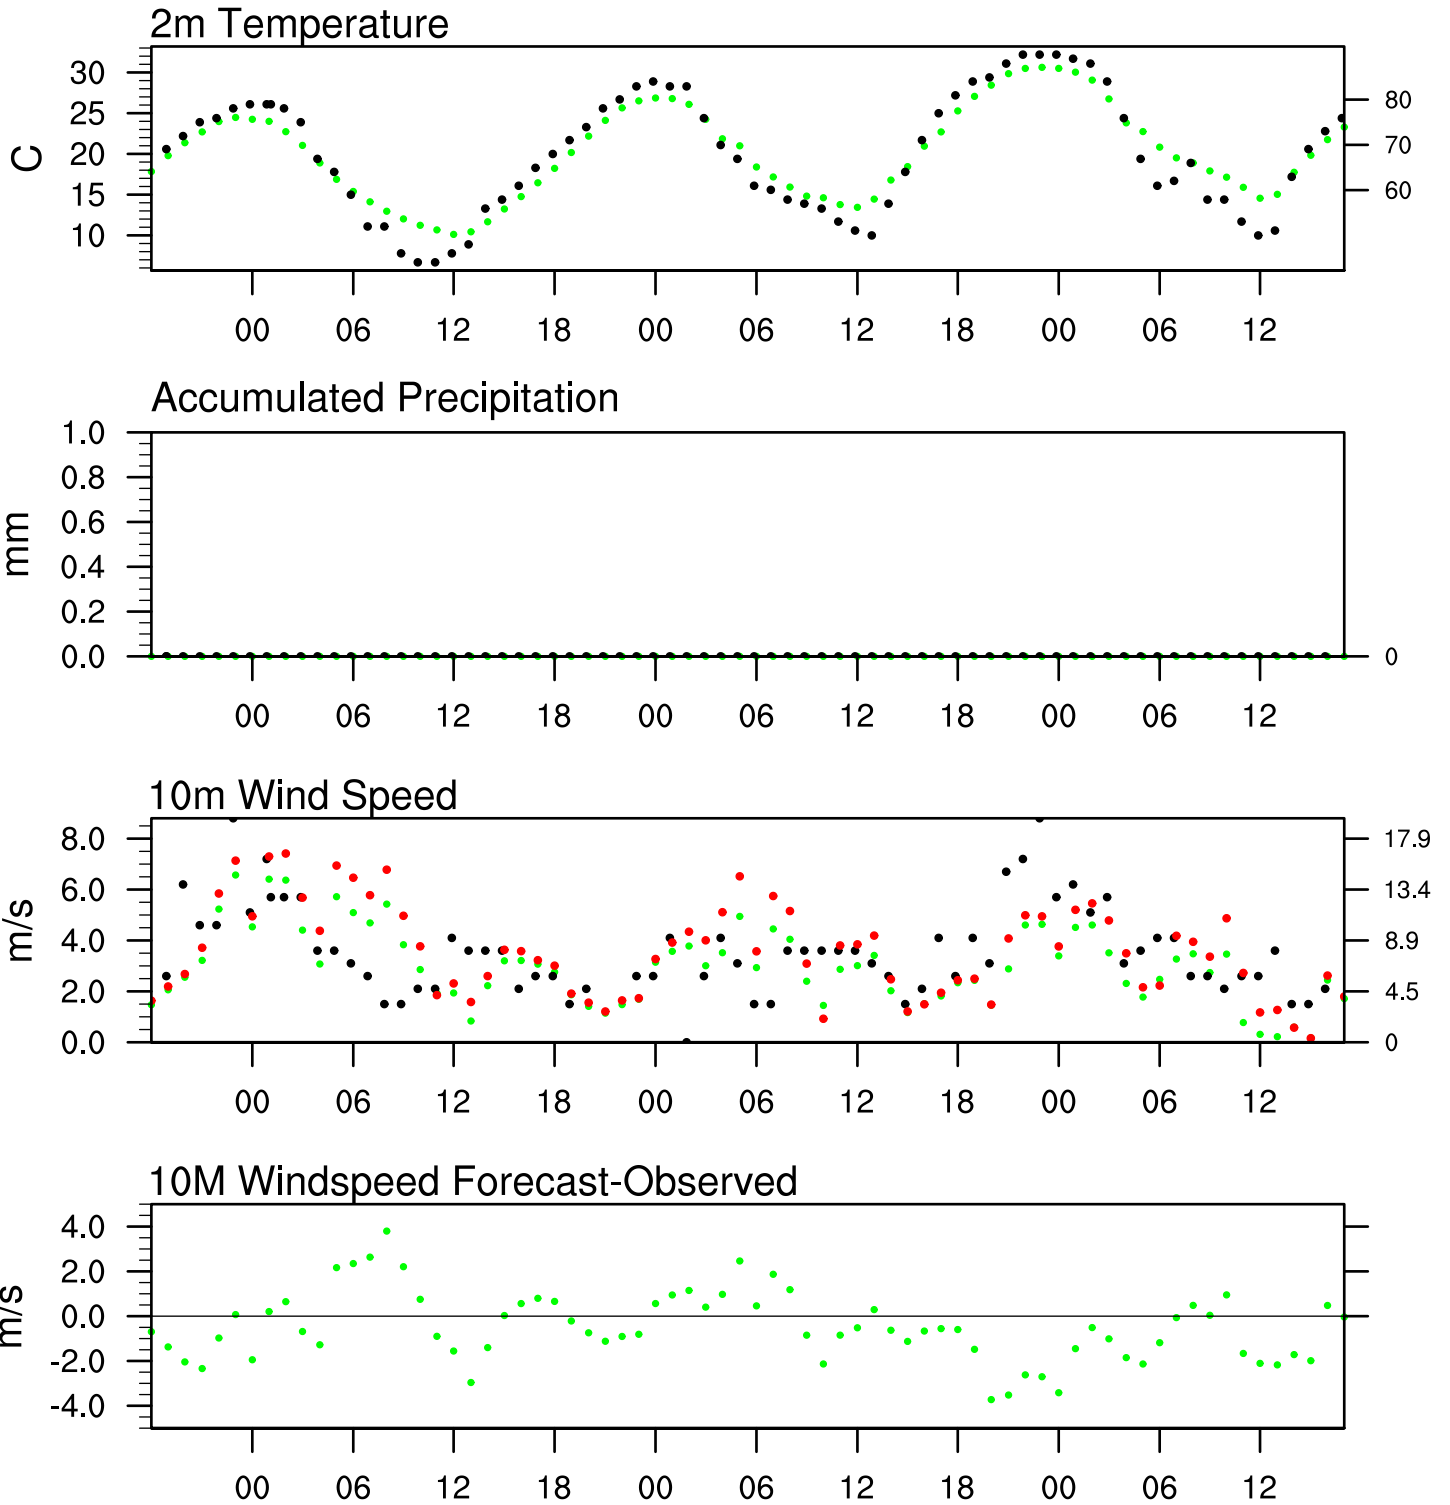 2m Temperature
30
25
20
15
10
C
80
70
60
00 06 12 18 00 06 12 18 00 06 12
Accumulated Precipitation
1.0
0.8
0.6
0.4
0.2
0.0
mm
0
00 06 12 18 00 06 12 18 00 06 12
10m Wind Speed
8.0
6.0
4.0
2.0
0.0
m/s
17.9
13.4
8.9
4.5
0
00 06 12 18 00 06 12 18 00 06 12
10M Windspeed Forecast-Observed
4.0
2.0
0.0
-2.0
-4.0
m/s
00 06 12 18 00 06 12 18 00 06 12